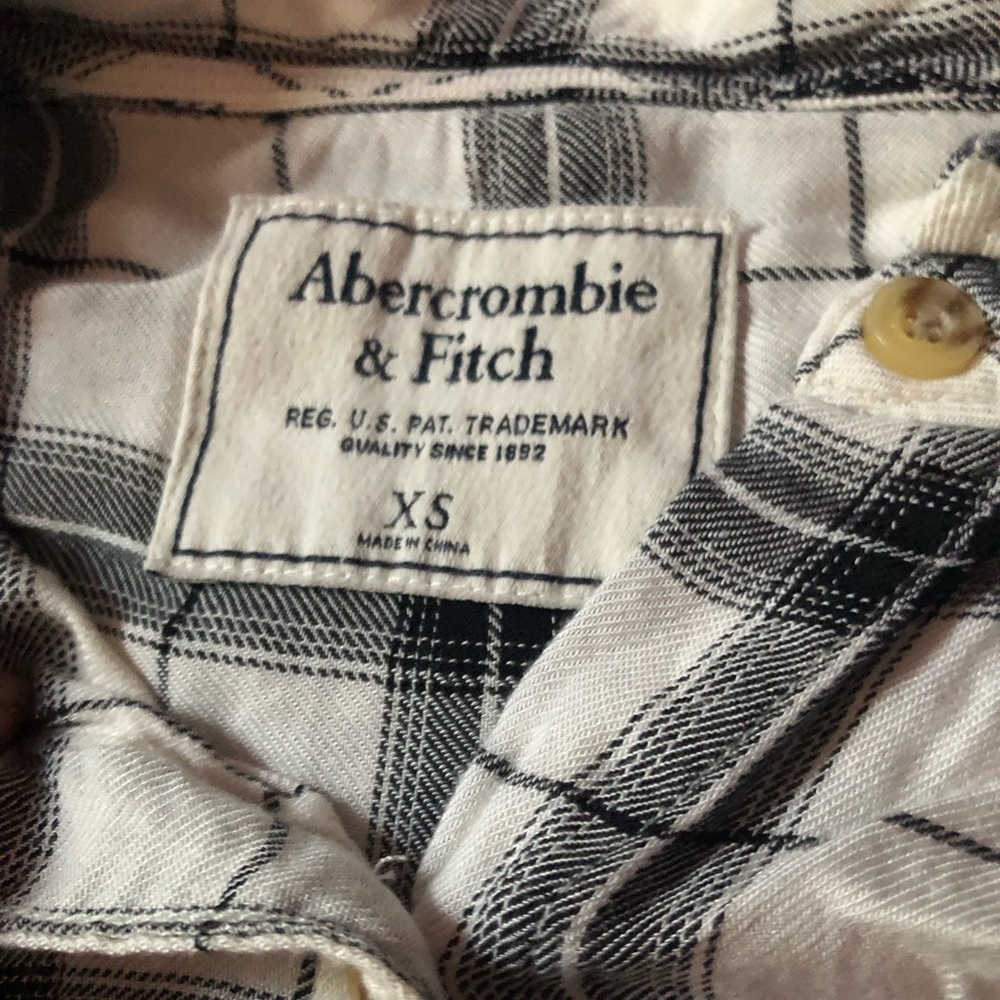 Abercrombie
& Fitch
REG. U.S. PAT. TRADEMARK
QUALITY SINCE 1892
XS
MADE IN CHINA